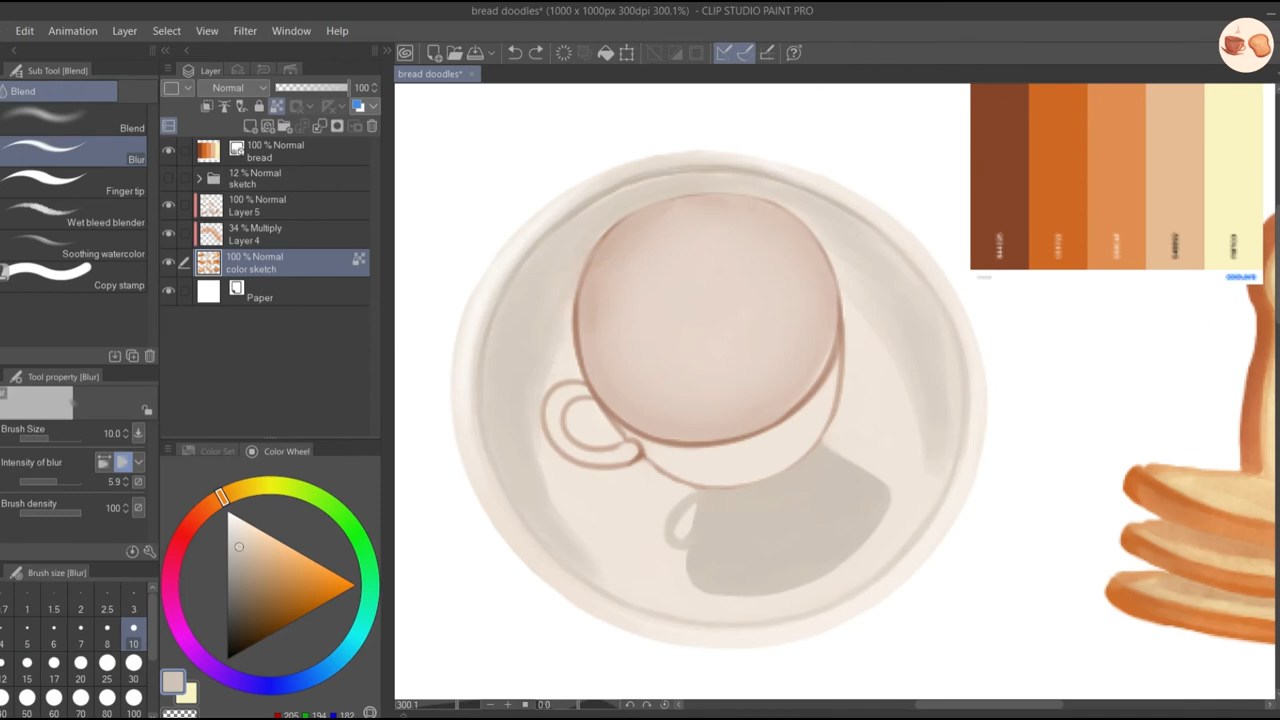 bread doodles* (1000 x 1000px 300dpi 300.1%) - CLIP STUDIO PAINT PRO
Edit Animation Layer Select View Filter Window Help
Sub Tool [Blend]
Layer
bread doodles*
Blend
Normal 100
Blend
Blur
Finger tip
Wet bleed blender
Soothing watercolor
Copy stamp
100 % Normal
bread
12 % Normal
sketch
100 % Normal
Layer 5
34 % Multiply
Layer 4
100 % Normal
color sketch
Paper
Tool property [Blur]
Blur
Brush Size 10.0
Intensity of blur
5.9
Brush density 100
Color Set Color Wheel
Brush size [Blur]
0.7 1 1.5 2 2.5 3
4 5 6 7 8 10
12 15 17 20 25 30
40 50 60 70 80 100
205 194 182
300.1 0.0